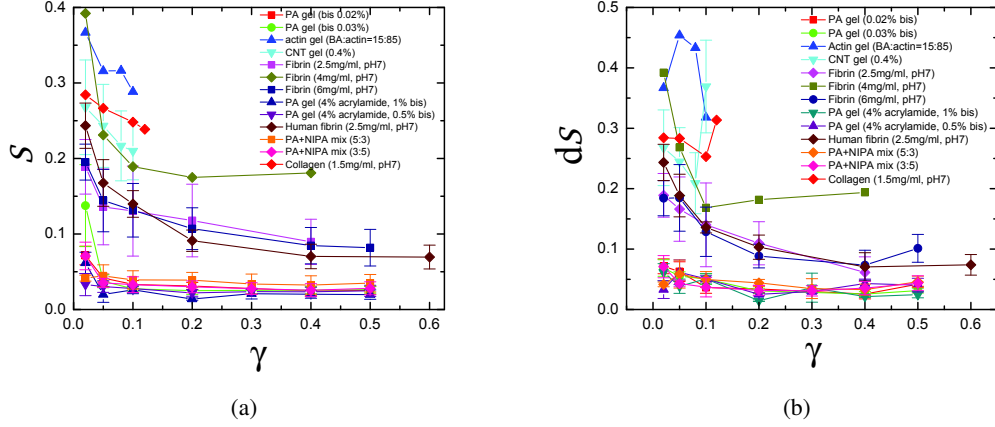 PA gel (bis 0.02%)
PA gel (bis 0.03%)
actin gel (BA:actin=15:85)
CNT gel (0.4%)
Fibrin (2.5mg/ml, pH7)
Fibrin (4mg/ml, pH7)
Fibrin (6mg/ml, pH7)
PA gel (4% acrylamide, 1% bis)
PA gel (4% acrylamide, 0.5% bis)
Human fibrin (2.5mg/ml, pH7)
PA+NIPA mix (5:3)
PA+NIPA mix (3:5)
Collagen (1.5mg/ml, pH7)
S
0.4
0.3
0.2
0.1
0.0
0.0 0.1 0.2 0.3 0.4 0.5 0.6
γ
(a)
PA gel (0.02% bis)
PA gel (0.03% bis)
Actin gel (BA:actin=15:85)
CNT gel (0.4%)
Fibrin (2.5mg/ml, pH7)
Fibrin (4mg/ml, pH7)
Fibrin (6mg/ml, pH7)
PA gel (4% acrylamide, 1% bis)
PA gel (4% acrylamide, 0.5% bis)
Human fibrin (2.5mg/ml, pH7)
PA+NIPA mix (5:3)
PA+NIPA mix (3:5)
Collagen (1.5mg/ml, pH7)
dS
0.5
0.4
0.3
0.2
0.1
0.0
0.0 0.1 0.2 0.3 0.4 0.5 0.6
γ
(b)